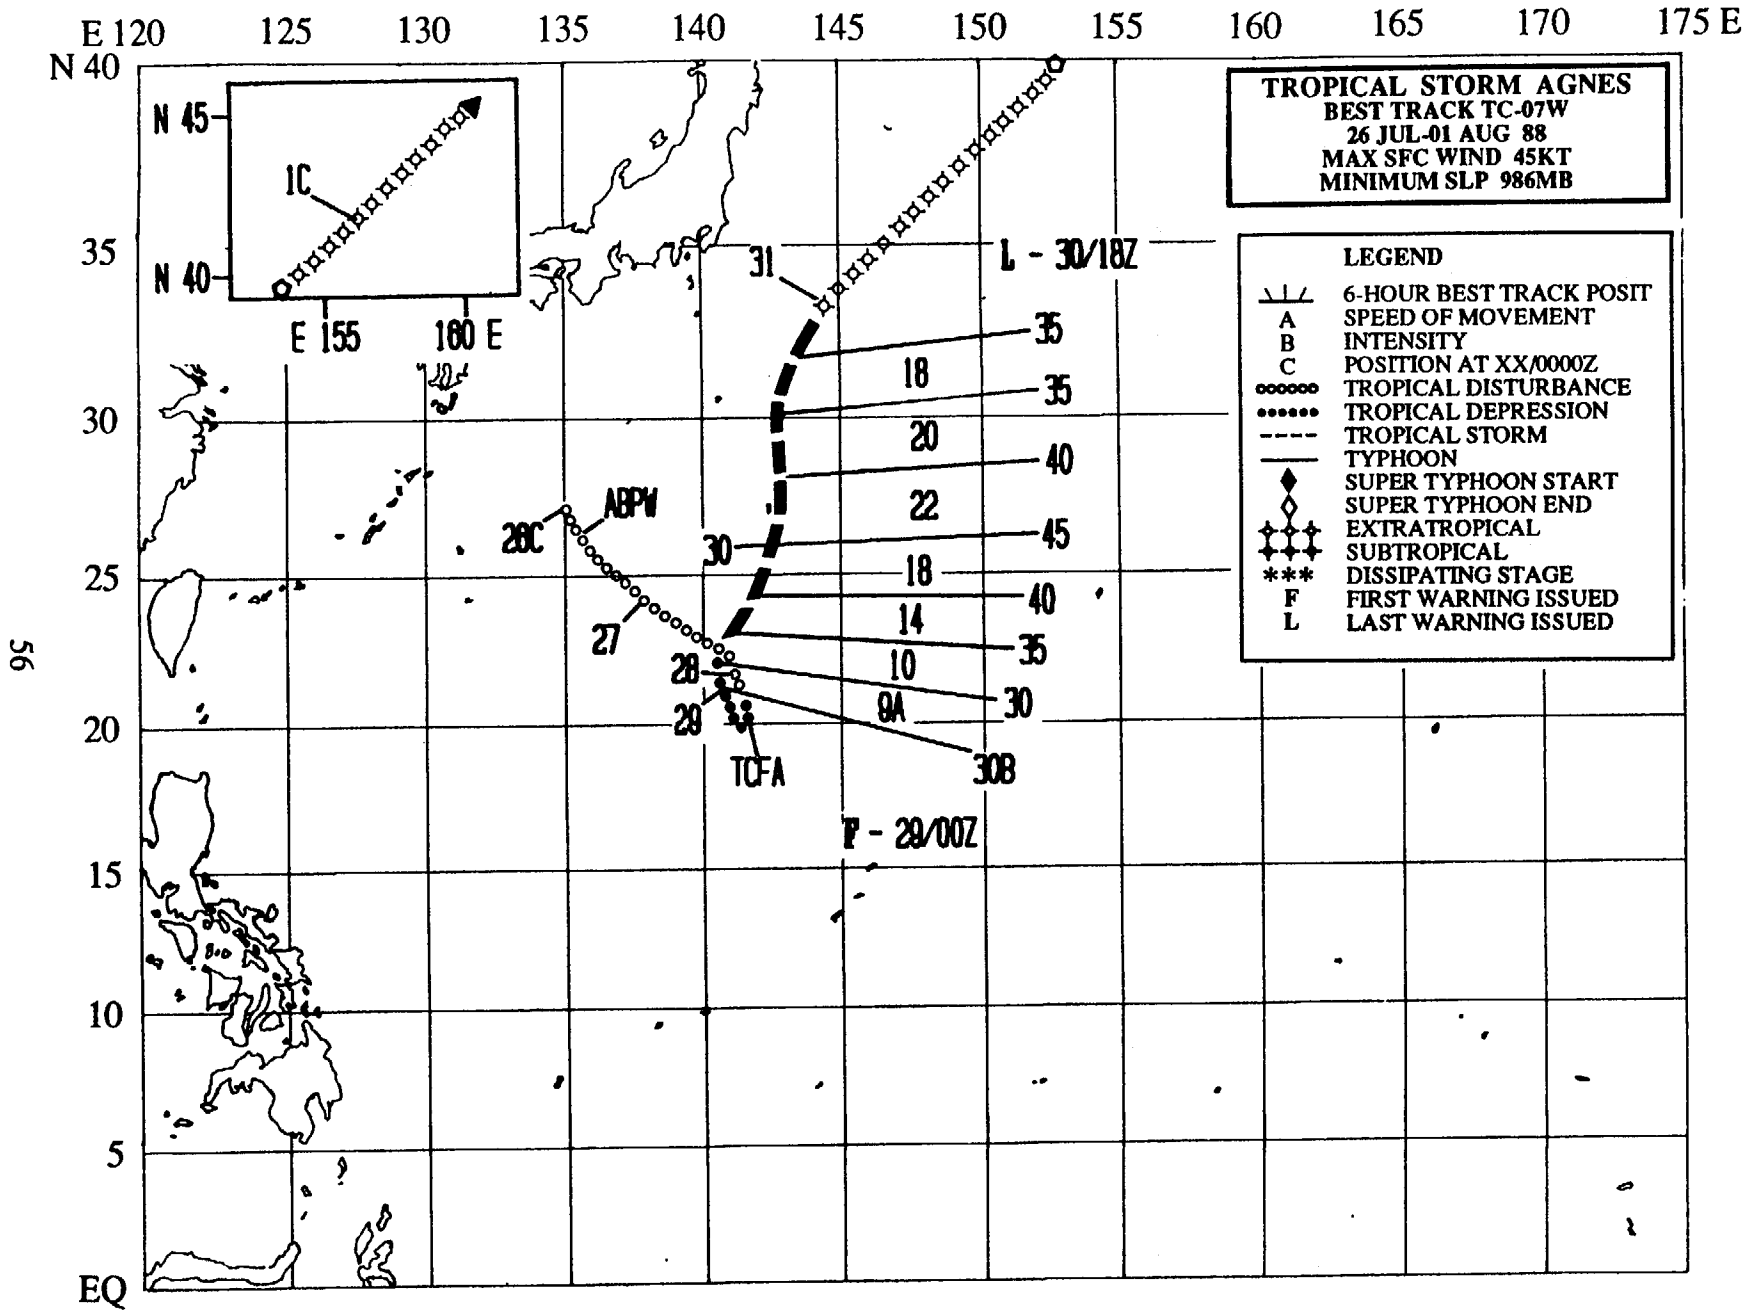 E 120 125 130 135 140 145 150 155 160 165 170 175 E
N 40
TROPICAL STORM AGNES
BEST TRACK TC-07W
26 JUL-01 AUG 88
MAX SFC WIND 45KT
MINIMUM SLP 986MB
N 45
1C
N 40
E 155 160 E
35
31
L - 30/18Z
LEGEND
6-HOUR BEST TRACK POSIT
A SPEED OF MOVEMENT
B INTENSITY
C POSITION AT XX/0000Z
TROPICAL DISTURBANCE
TROPICAL DEPRESSION
TROPICAL STORM
TYPHOON
SUPER TYPHOON START
SUPER TYPHOON END
EXTRATROPICAL
SUBTROPICAL
*** DISSIPATING STAGE
F FIRST WARNING ISSUED
L LAST WARNING ISSUED
35
18
35
30
20
40
ABPW
22
26C
30
45
25
18
40
27
14
35
28
10
30
29
9A
20
TCFA
30B
F - 29/00Z
15
10
5
EQ
56